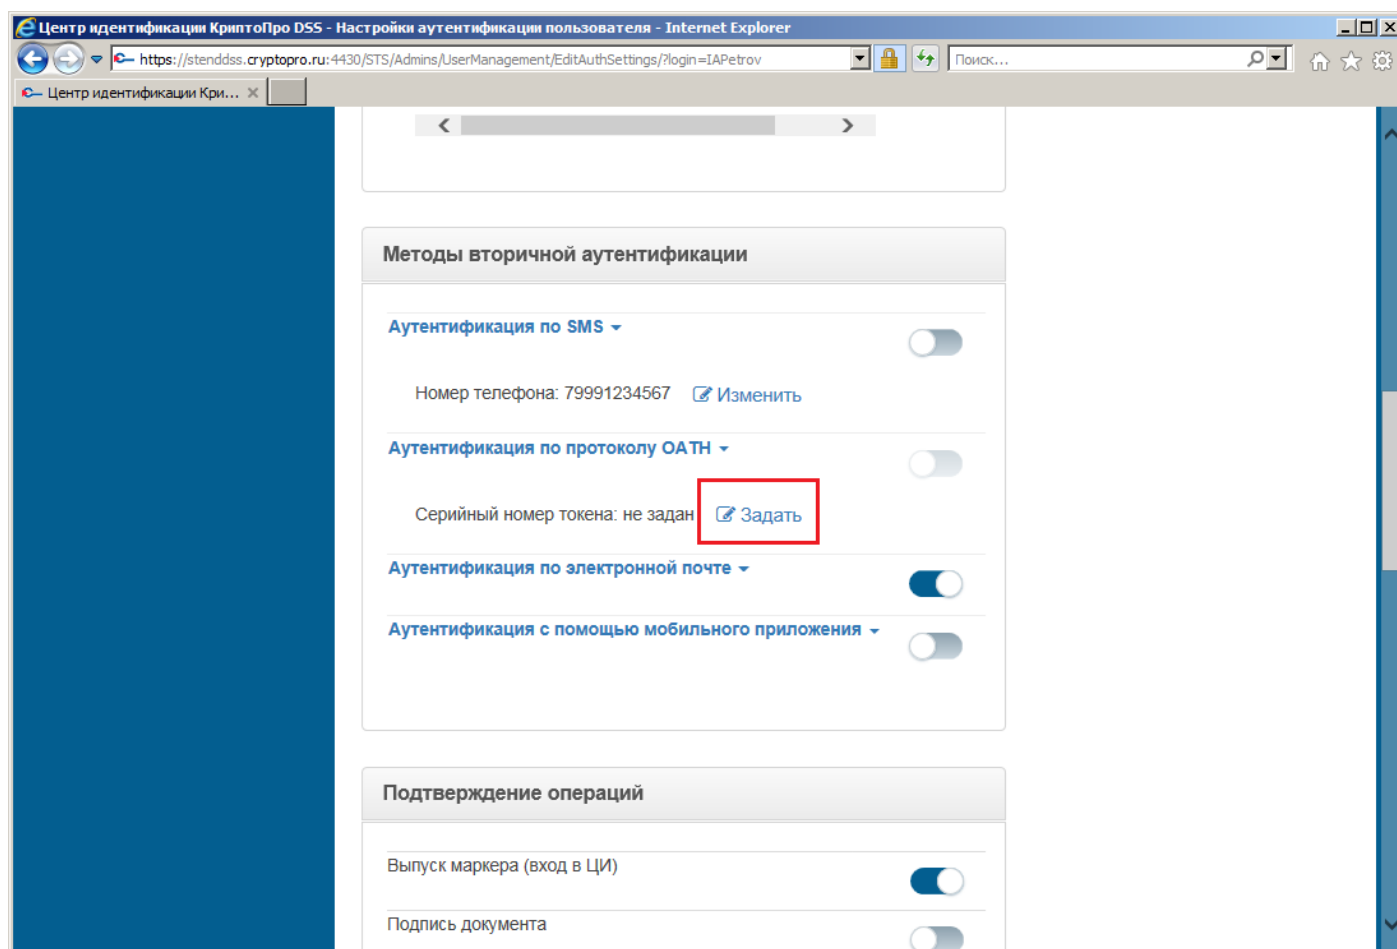 Центр идентификации КриптоПро DSS - Настройки аутентификации пользователя - Internet Explorer
https://stenddss.cryptopro.ru:4430/STS/Admins/UserManagement/EditAuthSettings/?login=IAPetrov
Поиск...
Центр идентификации Кри...
Методы вторичной аутентификации
Аутентификация по SMS
Номер телефона: 79991234567 Изменить
Аутентификация по протоколу OATH
Серийный номер токена: не задан Задать
Аутентификация по электронной почте
Аутентификация с помощью мобильного приложения
Подтверждение операций
Выпуск маркера (вход в ЦИ)
Подпись документа